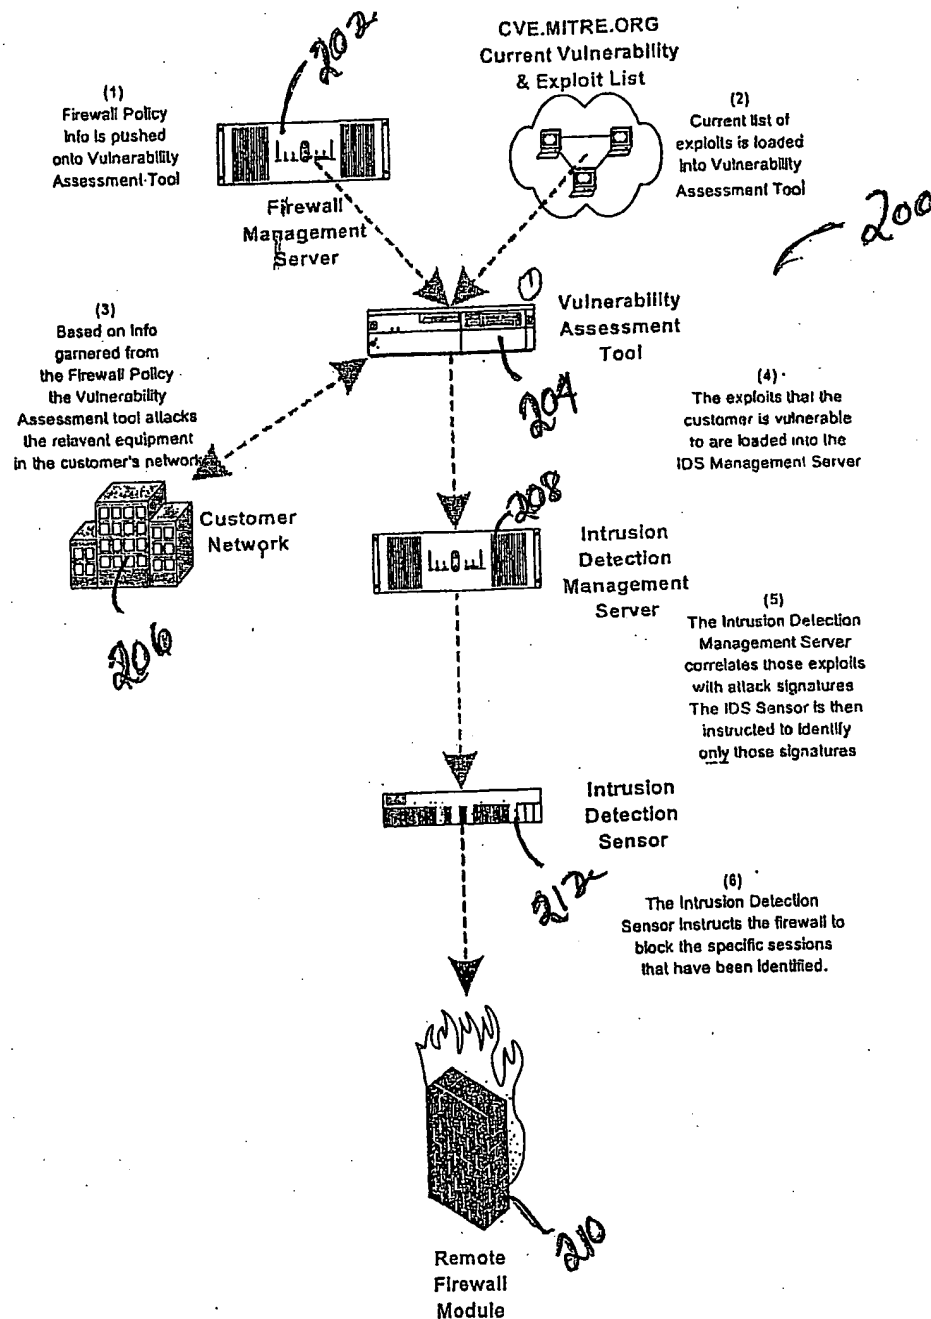 202
CVE.MITRE.ORG
Current Vulnerability
& Exploit List
(1)
Firewall Policy
Info is pushed
onto Vulnerability
Assessment Tool
(2)
Current list of
exploits is loaded
into Vulnerability
Assessment Tool
200
Firewall
Management
Server
1
Vulnerability
Assessment
Tool
204
(3)
Based on Info
garnered from
the Firewall Policy
the Vulnerability
Assessment tool attacks
the relavent equipment
in the customer's network
(4)
The exploits that the
customer is vulnerable
to are loaded into the
IDS Management Server
Customer
Network
206
208
Intrusion
Detection
Management
Server
(5)
The Intrusion Detection
Management Server
correlates those exploits
with attack signatures
The IDS Sensor is then
instructed to identify
only those signatures
Intrusion
Detection
Sensor
212
(6)
The Intrusion Detection
Sensor instructs the firewall to
block the specific sessions
that have been identified.
210
Remote
Firewall
Module